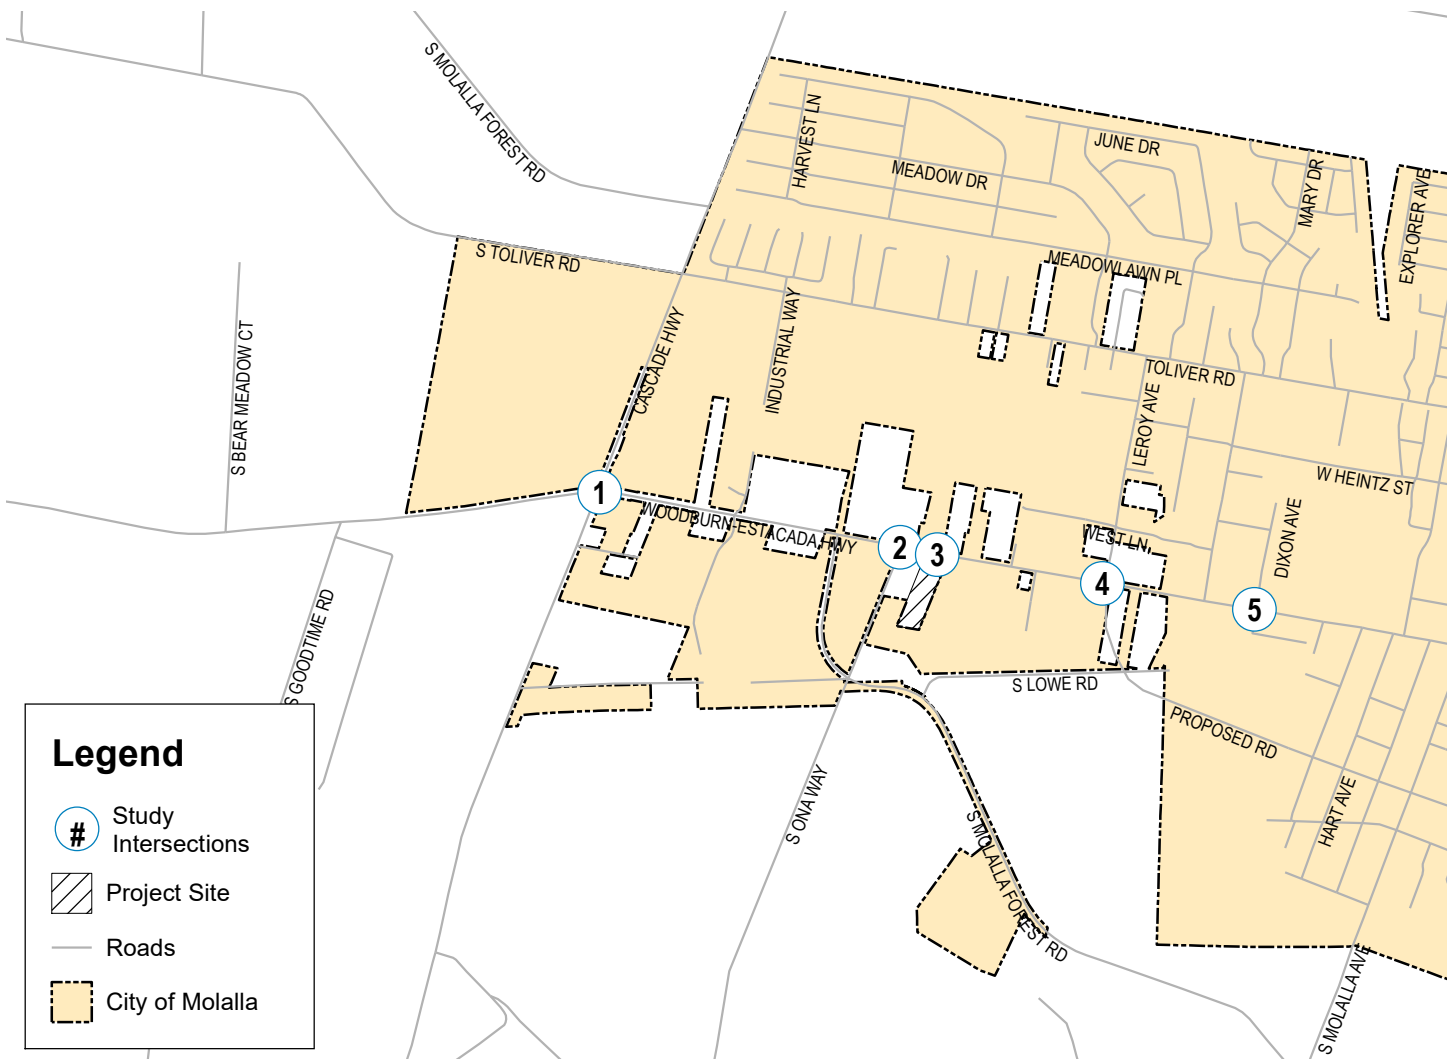 S MOLALLA FOREST RD
HARVEST LN
JUNE DR
MEADOW DR
MARY DR
EXPLORER AVE
S TOLIVER RD
MEADOWLAWN PL
CASCADE HWY
INDUSTRIAL WAY
S BEAR MEADOW CT
TOLIVER RD
LEROY AVE
W HEINTZ ST
1
WOODBURN-ESTACADA HWY
2
3
WEST LN
DIXON AVE
4
5
S GOODTIME RD
S LOWE RD
PROPOSED RD
S ONA WAY
S MOLALLA FOREST RD
HART AVE
S MOLALLA AVE
Legend
#
Study
Intersections
Project Site
Roads
City of Molalla